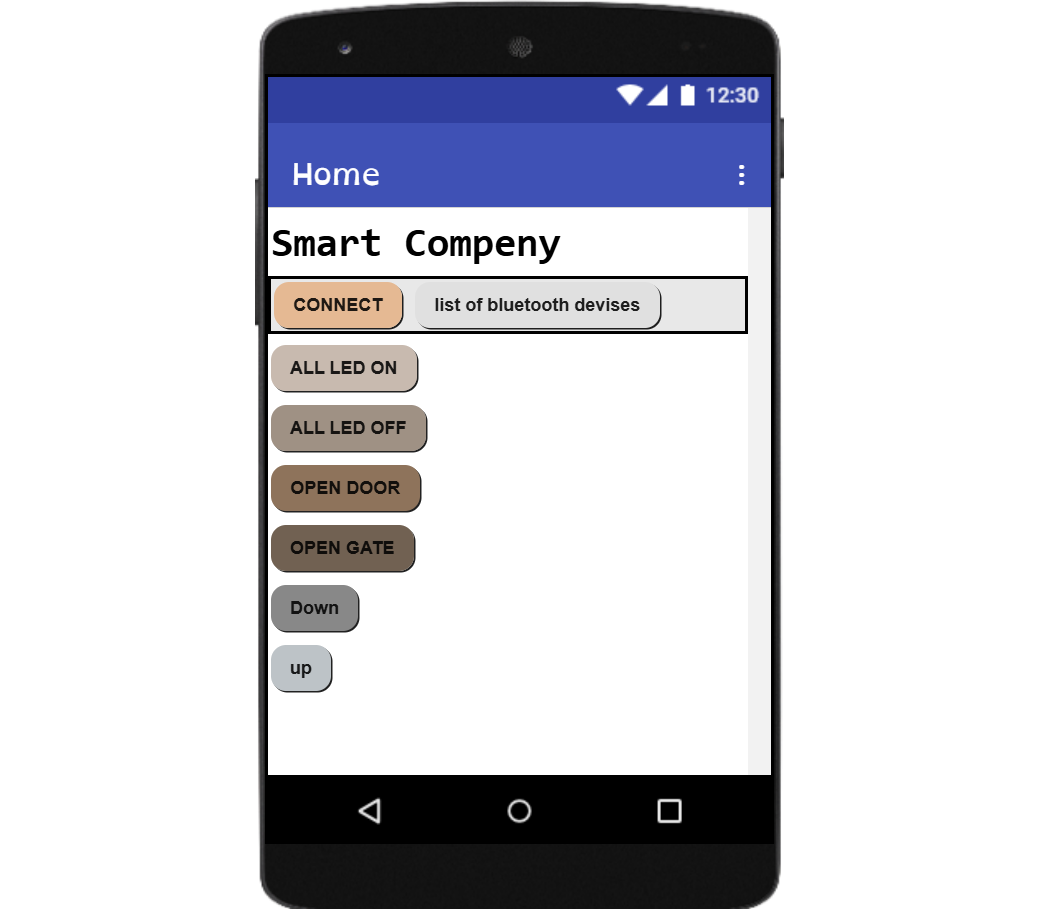 12:30
Home
Smart Compeny
CONNECT list of bluetooth devises
ALL LED ON
ALL LED OFF
OPEN DOOR
OPEN GATE
Down
up